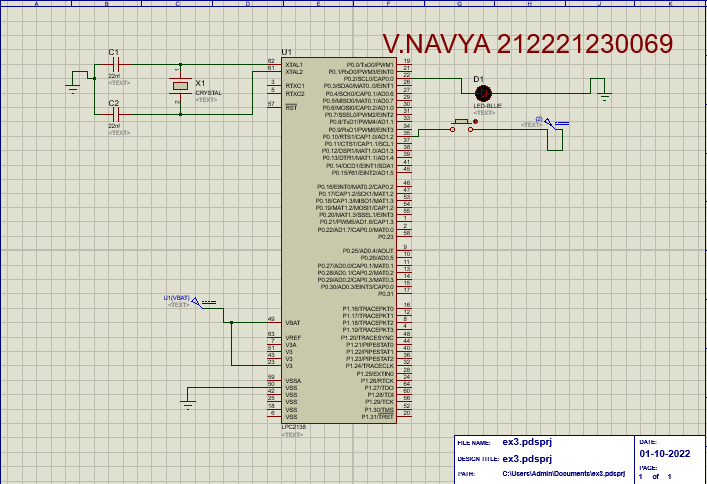 A B C D E F G H J K
V.NAVYA 212221230069
C1
22nf
<TEXT>
C2
22nf
<TEXT>
X1
CRYSTAL
<TEXT>
1
2
U1
62 XTAL1
61 XTAL2
3 RTXC1
5 RTXC2
57 RST
49 VBAT
63 VREF
7 V3A
51 V3
43 V3
23 V3
59 VSSA
50 VSS
42 VSS
25 VSS
18 VSS
6 VSS
P0.0/TxD0/PWM1 19
P0.1/RxD0/PWM3/EINT0 21
P0.2/SCL0/CAP0.0 22
P0.3/SDA0/MAT0..0/EINT1 26
P0.4/SCK0/CAP0.1/AD0.6 27
P0.5/MISO0/MAT0.1/AD0.7 29
P0.6/MOSI0/CAP0.2/AD1.0 30
P0.7/SSEL0/PWM2/EINT2 31
P0.8/TxD1/PWM4/AD1.1 33
P0.9/RxD1/PWM6/EINT3 34
P0.10/RTS1/CAP1.0/AD1.2 35
P0.11/CTS1/CAP1.1/SCL1 37
P0.12/DSR1/MAT1.0/AD1.3 38
P0.13/DTR1/MAT1.1/AD1.4 39
P0.14/DCD1/EINT1/SDA1 41
P0.15/RI1/EINT2/AD1.5 45
P0.16/EINT0/MAT0.2/CAP0.2 46
P0.17/CAP1.2/SCK1/MAT1.2 47
P0.18/CAP1.3/MISO1/MAT1.3 53
P0.19/MAT1.2/MOSI1/CAP1.2 54
P0.20/MAT1.3/SSEL1/EINT3 55
P0.21/PWM5/AD1.6/CAP1.3 1
P0.22/AD1.7/CAP0.0/MAT0.0 2
P0.23 58
P0.25/AD0.4/AOUT 9
P0.26/AD0.5 10
P0.27/AD0.0/CAP0.1/MAT0.1 11
P0.28/AD0.1/CAP0.2/MAT0.2 13
P0.29/AD0.2/CAP0.3/MAT0.3 14
P0.30/AD0.3/EINT3/CAP0.0 15
P0.31 17
P1.16/TRACEPKT0 16
P1.17/TRACEPKT1 12
P1.18/TRACEPKT2 8
P1.19/TRACEPKT3 4
P1.20/TRACESYNC 48
P1.21/PIPESTAT0 44
P1.22/PIPESTAT1 40
P1.23/PIPESTAT2 36
P1.24/TRACECLK 32
P1.25/EXTIN0 28
P1.26/RTCK 24
P1.27/TDO 64
P1.28/TDI 60
P1.29/TCK 56
P1.30/TMS 52
P1.31/TRST 20
LPC2138
<TEXT>
D1
LED-BLUE
<TEXT>
(2)
<TEXT>
U1(VBAT)
<TEXT>
FILE NAME: ex3.pdsprj
DESIGN TITLE: ex3.pdsprj
PATH: C:\Users\Admin\Documents\ex3.pdsprj
DATE:
01-10-2022
PAGE:
1 of 1